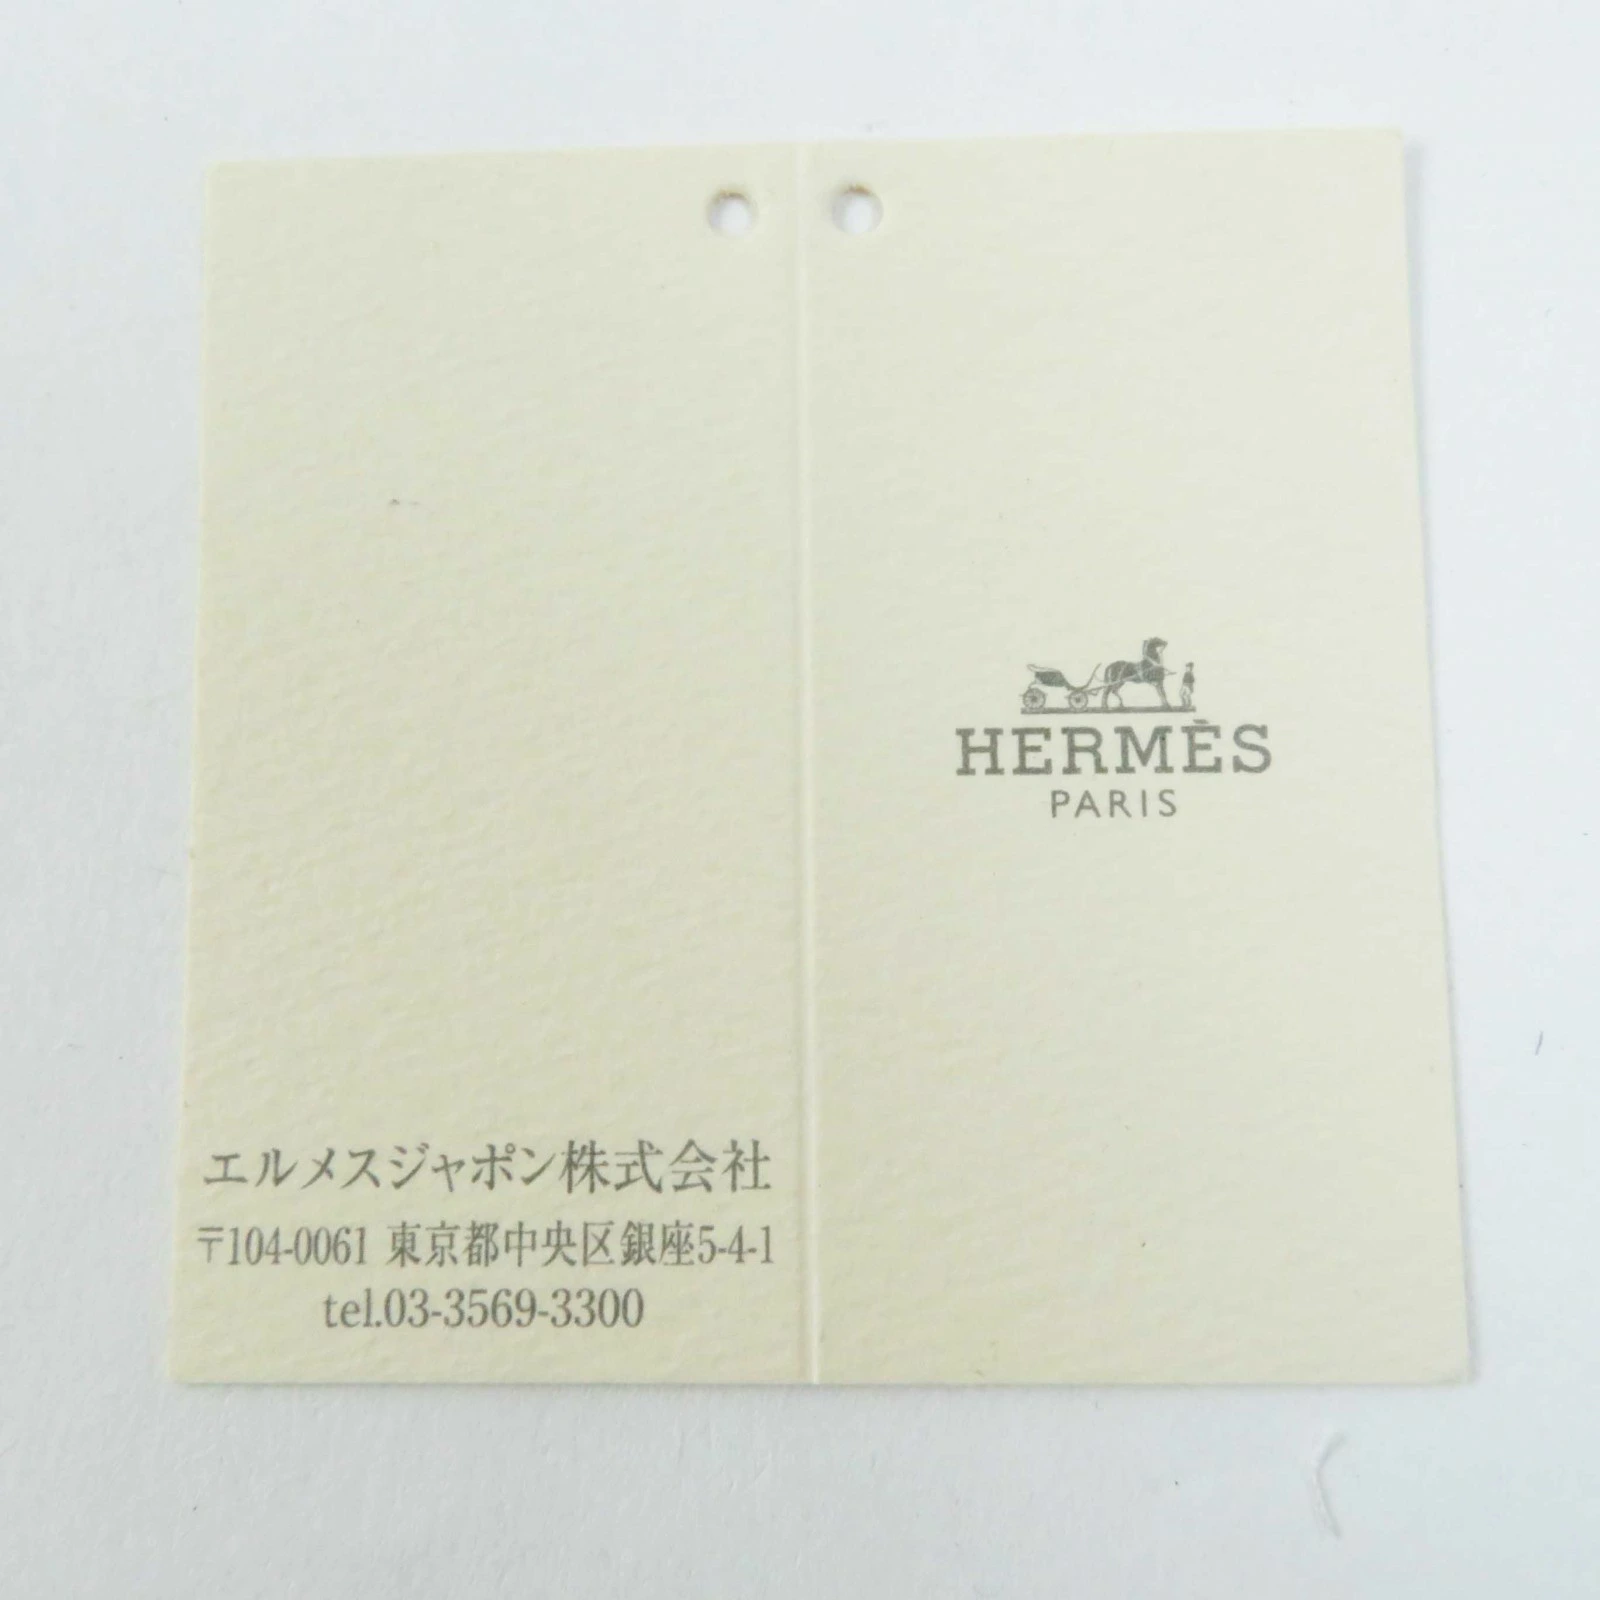 HERMÈS
PARIS
エルメスジャポン株式会社
〒104-0061 東京都中央区銀座5-4-1
tel.03-3569-3300